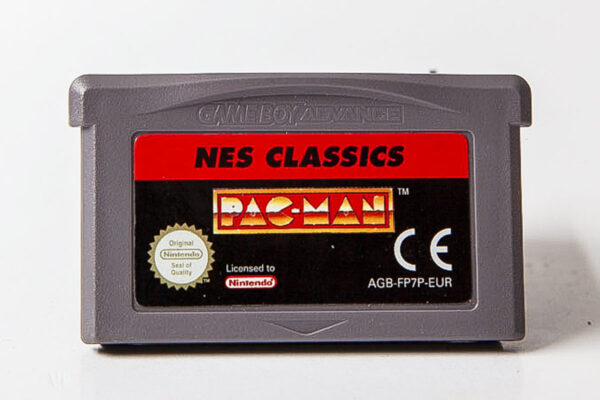 GAME BOY ADVANCE
NES CLASSICS
PAC-MAN™
Original
Nintendo
Seal of
Quality
™
Licensed to
Nintendo
CE
AGB-FP7P-EUR